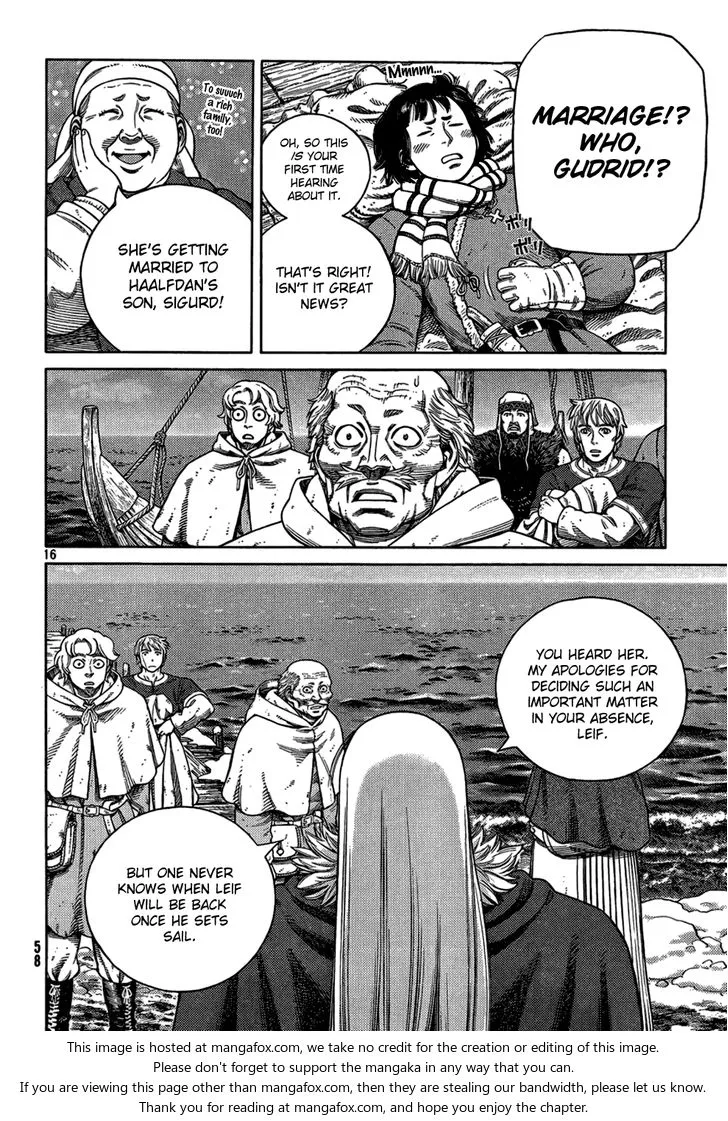 MARRIAGE!?
WHO,
GUDRID!?
Mmnnn...
OH, SO THIS
IS YOUR
FIRST TIME
HEARING
ABOUT IT.
THAT'S RIGHT!
ISN'T IT GREAT
NEWS?
ボリ
ボリ
To suuuch
a rich
family,
too!
SHE'S GETTING
MARRIED TO
HAALFDAN'S
SON, SIGURD!
16
YOU HEARD HER.
MY APOLOGIES FOR
DECIDING SUCH AN
IMPORTANT MATTER
IN YOUR ABSENCE,
LEIF.
BUT ONE NEVER
KNOWS WHEN LEIF
WILL BE BACK
ONCE HE SETS
SAIL.
58
This image is hosted at mangafox.com, we take no credit for the creation or editing of this image.
Please don't forget to support the mangaka in any way that you can.
If you are viewing this page other than mangafox.com, then they are stealing our bandwidth, please let us know.
Thank you for reading at mangafox.com, and hope you enjoy the chapter.